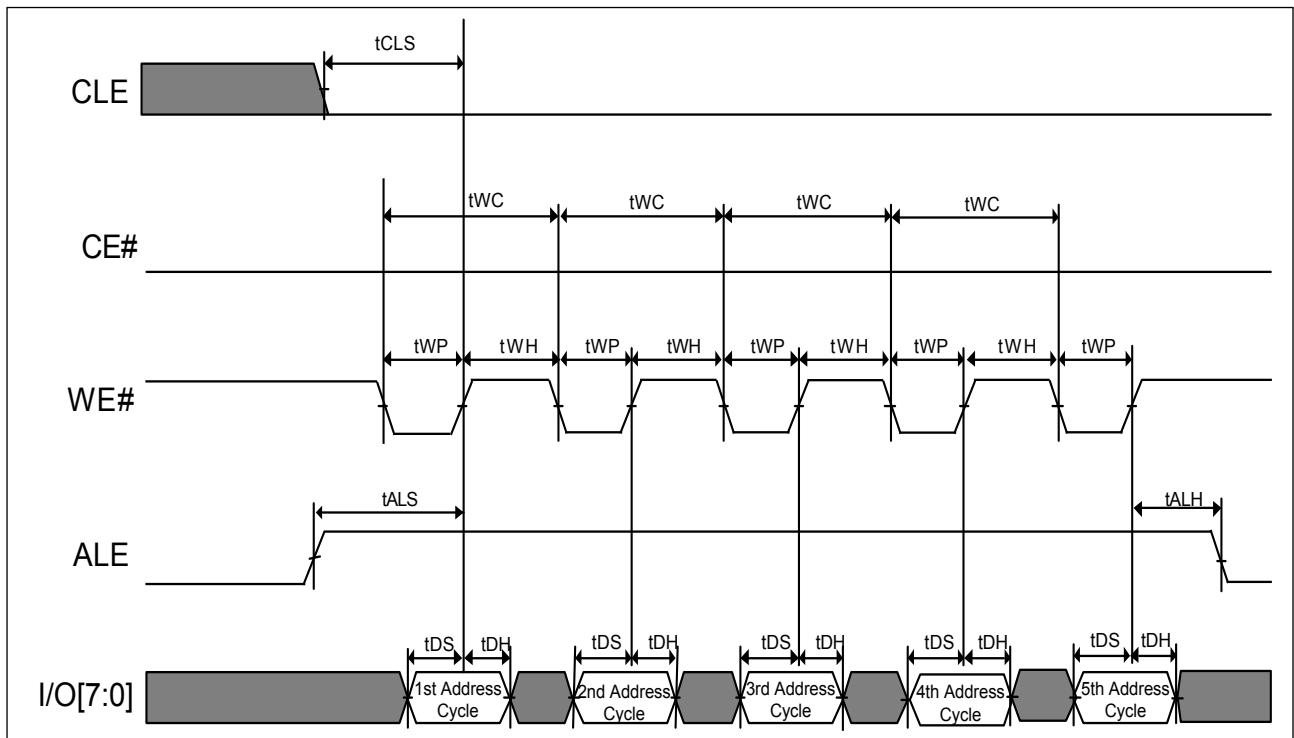 tCLS
CLE
tWC tWC tWC tWC
CE#
tWP tWH tWP tWH tWP tWH tWP tWH tWP
WE#
tALS tALH
ALE
tDS tDH tDS tDH tDS tDH tDS tDH tDS tDH
I/O[7:0]
1st Address Cycle
2nd Address Cycle
3rd Address Cycle
4th Address Cycle
5th Address Cycle